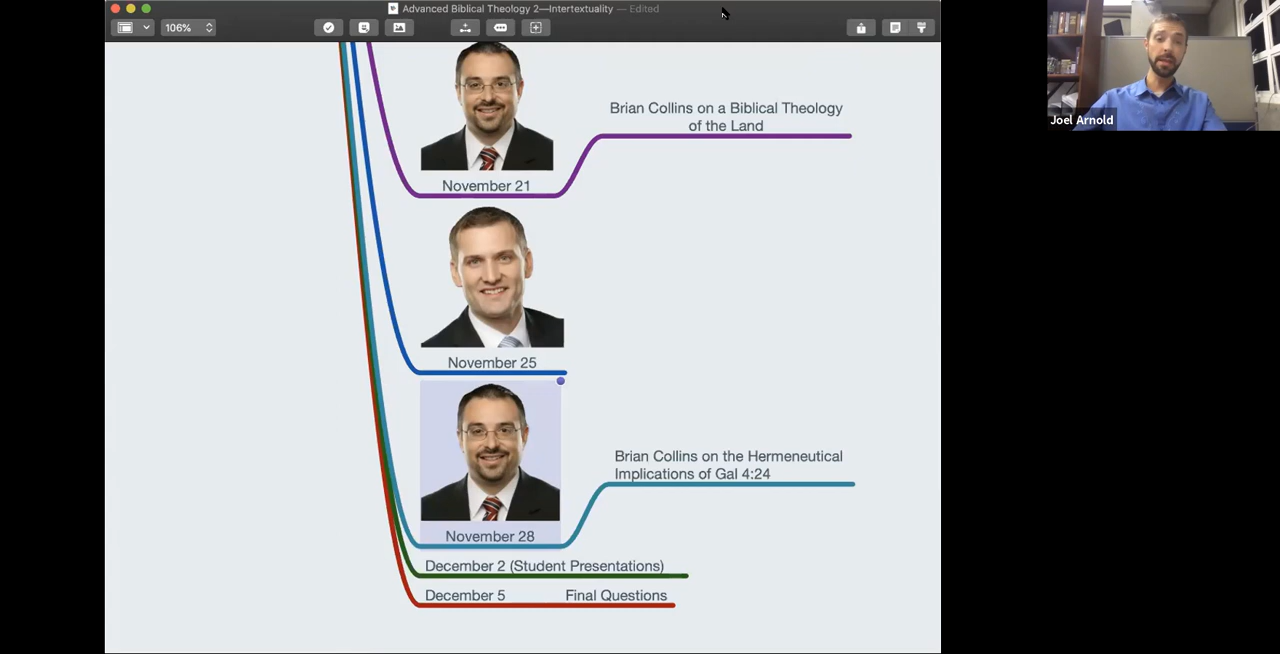 Advanced Biblical Theology 2—Intertextuality — Edited
106%
Brian Collins on a Biblical Theology
of the Land
November 21
November 25
Brian Collins on the Hermeneutical
Implications of Gal 4:24
November 28
December 2 (Student Presentations)
December 5 Final Questions
Joel Arnold